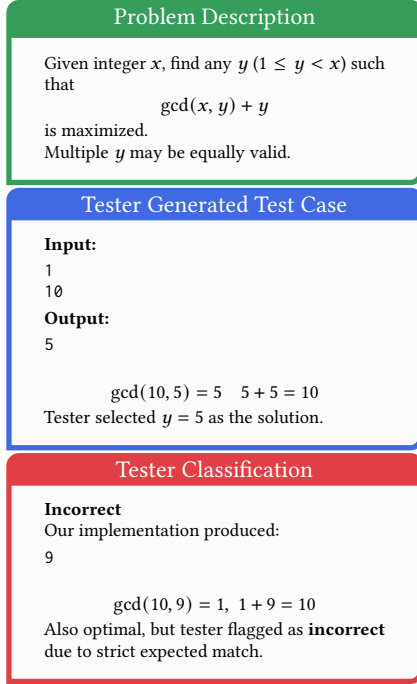 Problem Description
Given integer x, find any y (1 ≤ y < x) such
that
gcd(x, y) + y
is maximized.
Multiple y may be equally valid.
Tester Generated Test Case
Input:
1
10
Output:
5
gcd(10, 5) = 5   5 + 5 = 10
Tester selected y = 5 as the solution.
Tester Classification
Incorrect
Our implementation produced:
9
gcd(10, 9) = 1, 1 + 9 = 10
Also optimal, but tester flagged as incorrect
due to strict expected match.